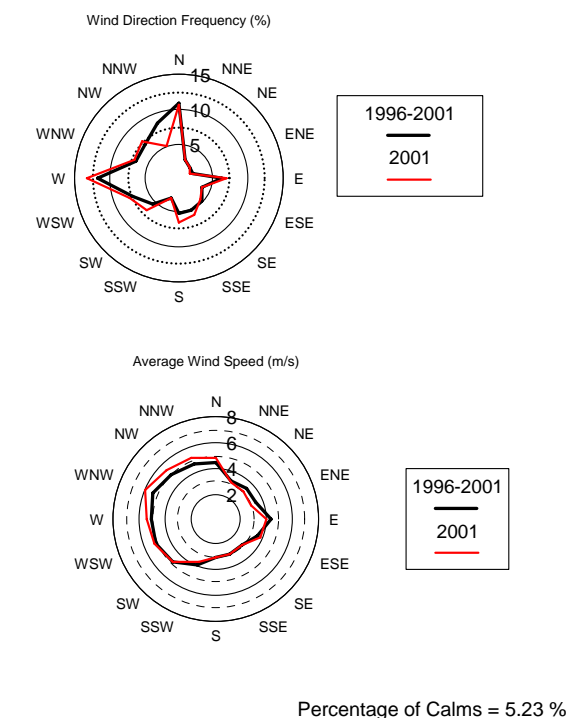 Wind Direction Frequency (%)
N
NNW
NNE
15
NW
NE
10
1996-2001
WNW
ENE
5
2001
W
E
WSW
ESE
SW
SE
SSW
SSE
S
Average Wind Speed (m/s)
N
NNW
NNE
8
NW
NE
6
WNW
ENE
4
1996-2001
2
W
E
2001
WSW
ESE
SW
SE
SSW
SSE
S
Percentage of Calms = 5.23 %